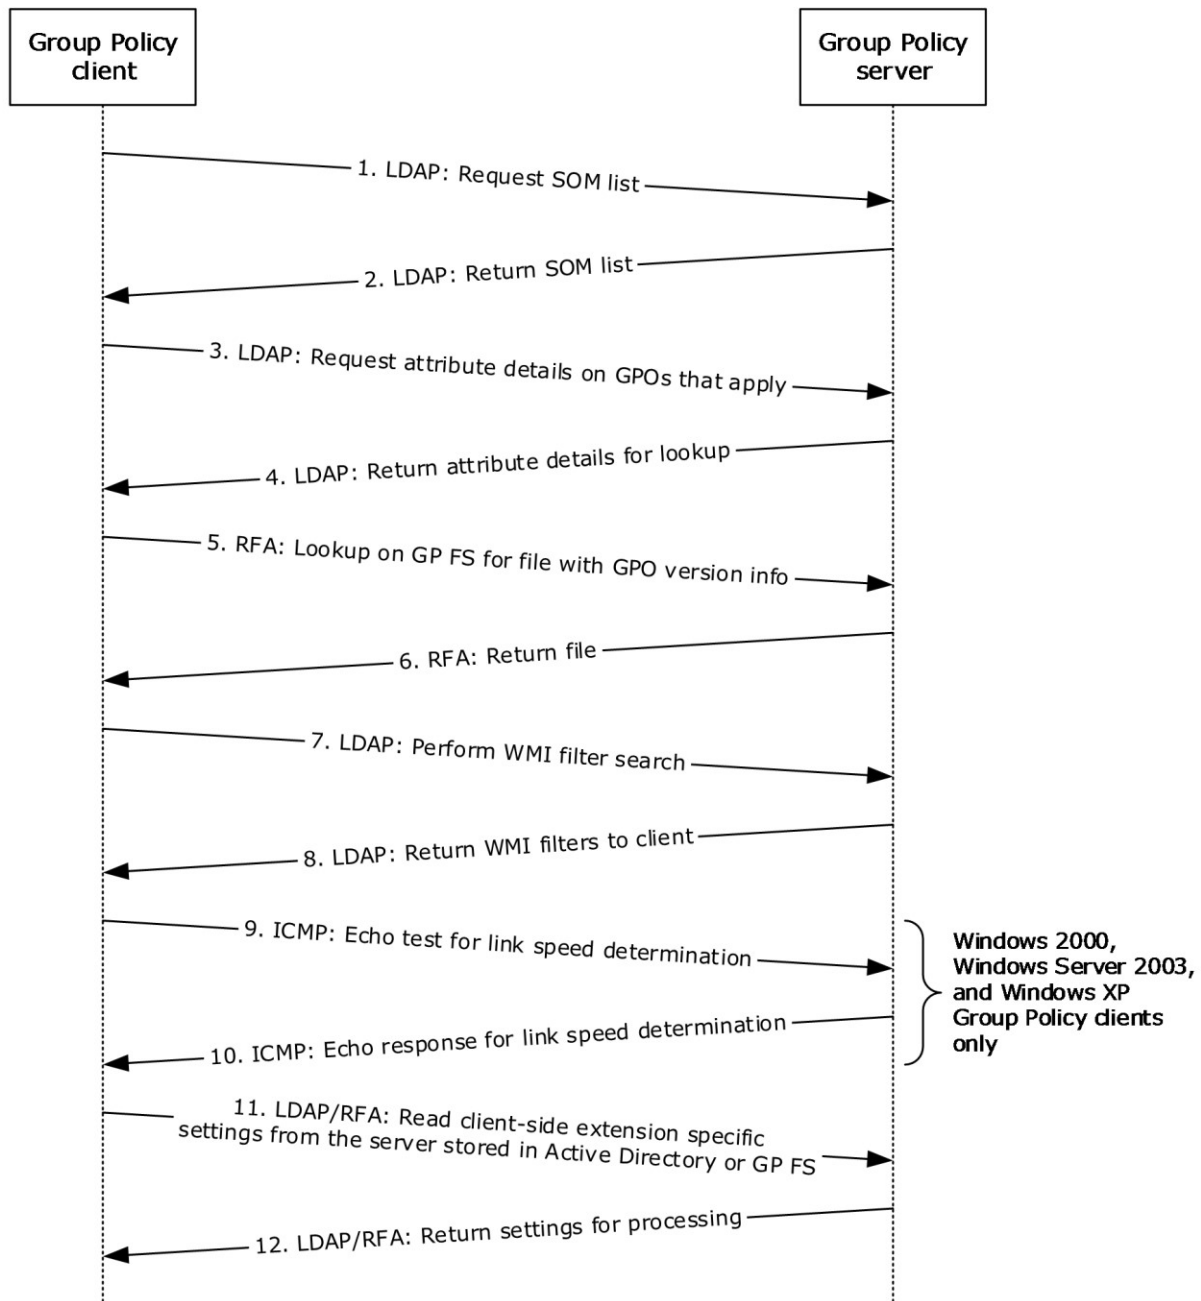 Group Policy
client
Group Policy
server
1. LDAP: Request SOM list
2. LDAP: Return SOM list
3. LDAP: Request attribute details on GPOs that apply
4. LDAP: Return attribute details for lookup
5. RFA: Lookup on GP FS for file with GPO version info
6. RFA: Return file
7. LDAP: Perform WMI filter search
8. LDAP: Return WMI filters to client
9. ICMP: Echo test for link speed determination
10. ICMP: Echo response for link speed determination
Windows 2000,
Windows Server 2003,
and Windows XP
Group Policy clients
only
11. LDAP/RFA: Read client-side extension specific
settings from the server stored in Active Directory or GP FS
12. LDAP/RFA: Return settings for processing